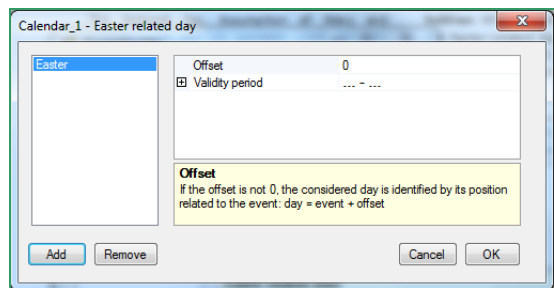 Calendar_1 - Easter related day
Easter
Offset 0
Validity period ... - ...
Offset
If the offset is not 0, the considered day is identified by its position
related to the event: day = event + offset
Add Remove Cancel OK